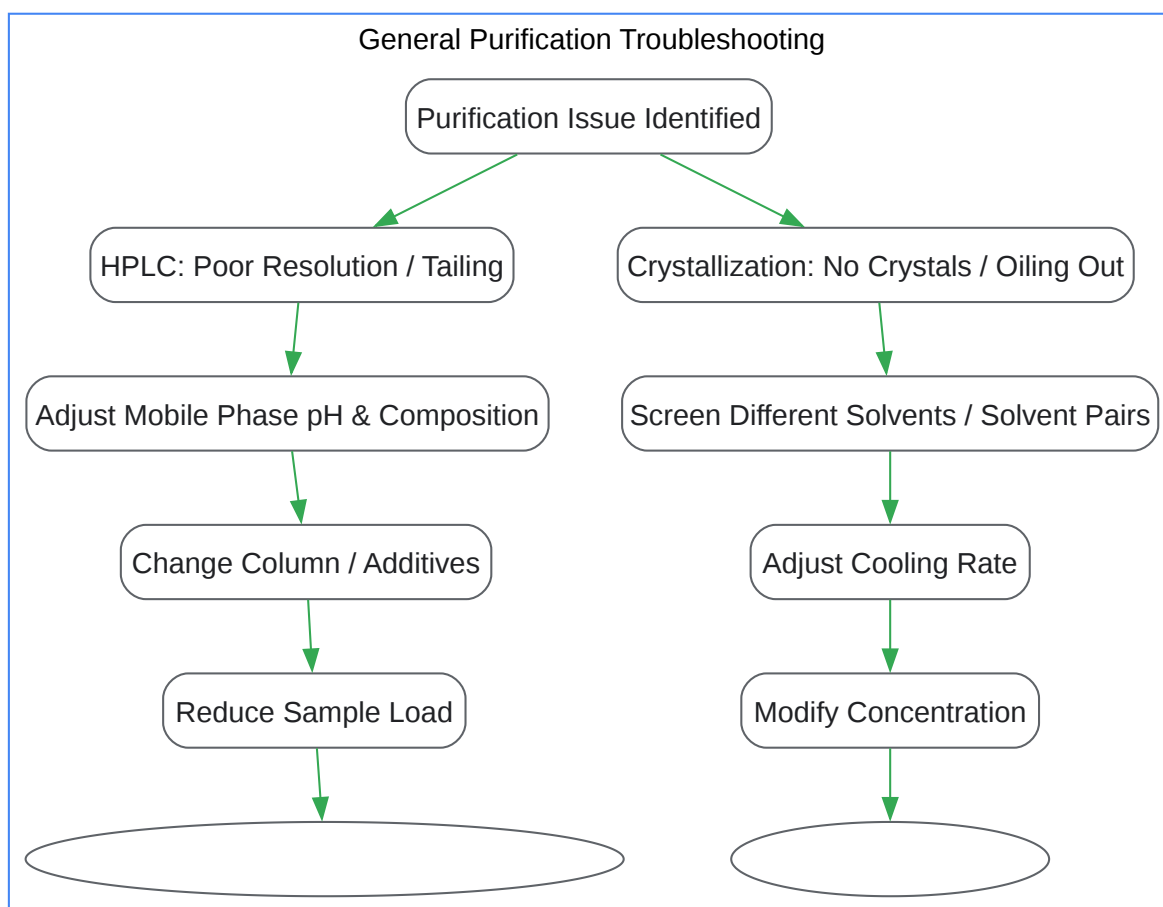 General Purification Troubleshooting
Purification Issue Identified
HPLC: Poor Resolution / Tailing
Crystallization: No Crystals / Oiling Out
Adjust Mobile Phase pH & Composition
Screen Different Solvents / Solvent Pairs
Change Column / Additives
Adjust Cooling Rate
Reduce Sample Load
Modify Concentration